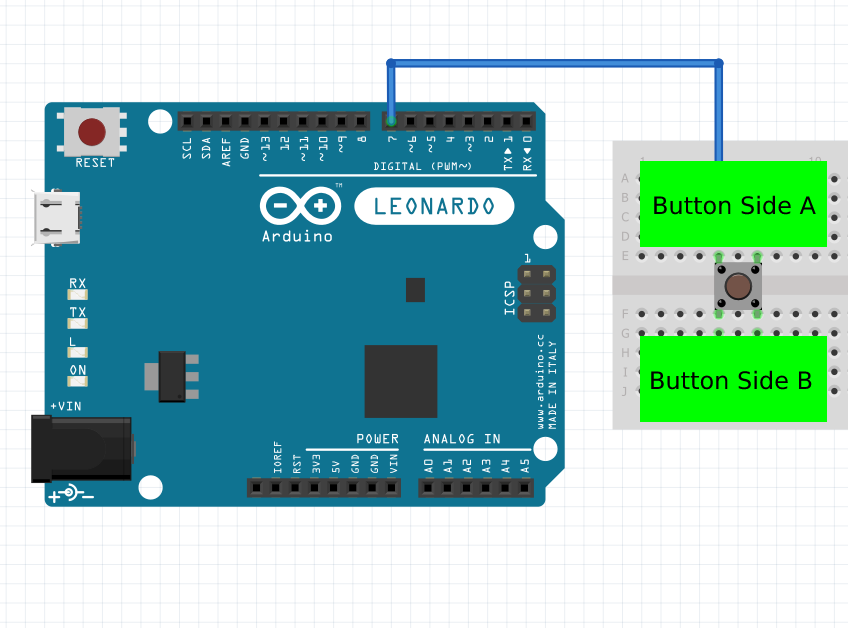 RESET
SCL
SDA
AREF
GND
~13
12
~11
~10
~9
8
7
~6
~5
4
~3
2
TX▶1
RX◀0
DIGITAL (PWM~)
TM
LEONARDO
Arduino
1
ICSP
RX
TX
L
ON
+VIN
www.arduino.cc
MADE IN ITALY
POWER
ANALOG IN
IOREF
RST
3V3
5V
GND
GND
VIN
A0
A1
A2
A3
A4
A5
1
10
A
B
C
D
E
F
G
H
I
J
Button Side A
Button Side B